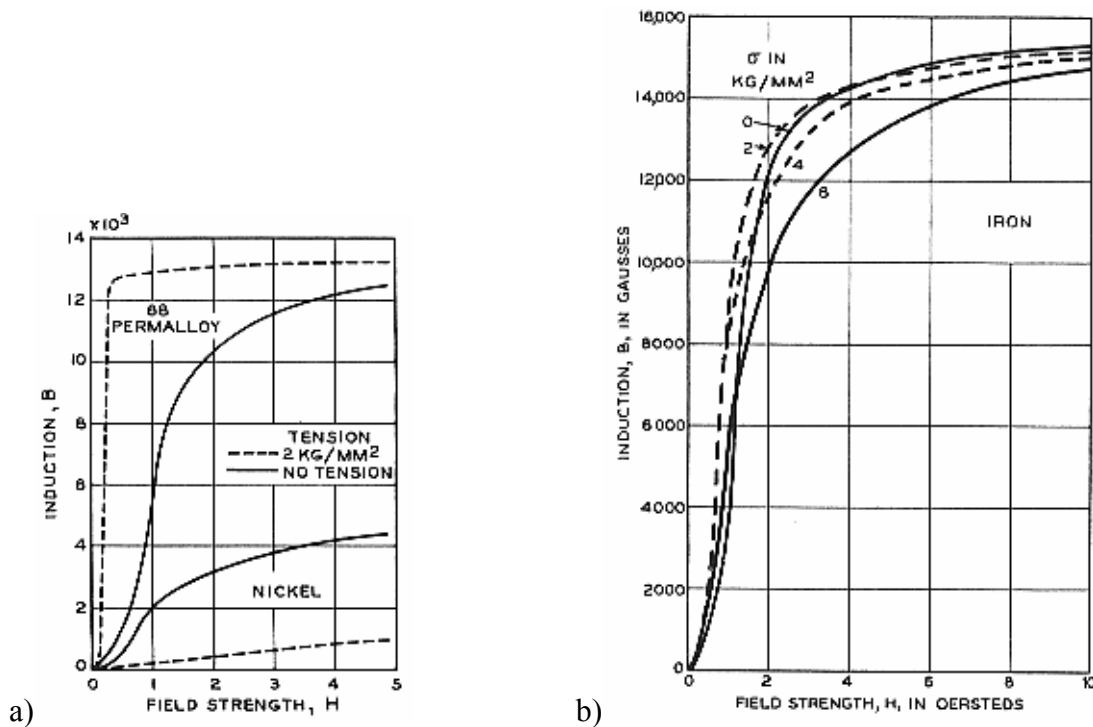 ×10³
14
12
10
8
6
4
2
0
INDUCTION, B
68
PERMALLOY
TENSION
2 KG/MM²
NO TENSION
NICKEL
0 1 2 3 4 5
FIELD STRENGTH, H
a)
16,000
14,000
12,000
10,000
8000
6000
4000
2000
0
INDUCTION, B, IN GAUSSES
σ IN
KG/MM²
0
2
4
8
IRON
0 2 4 6 8 10
FIELD STRENGTH, H, IN OERSTEDS
b)